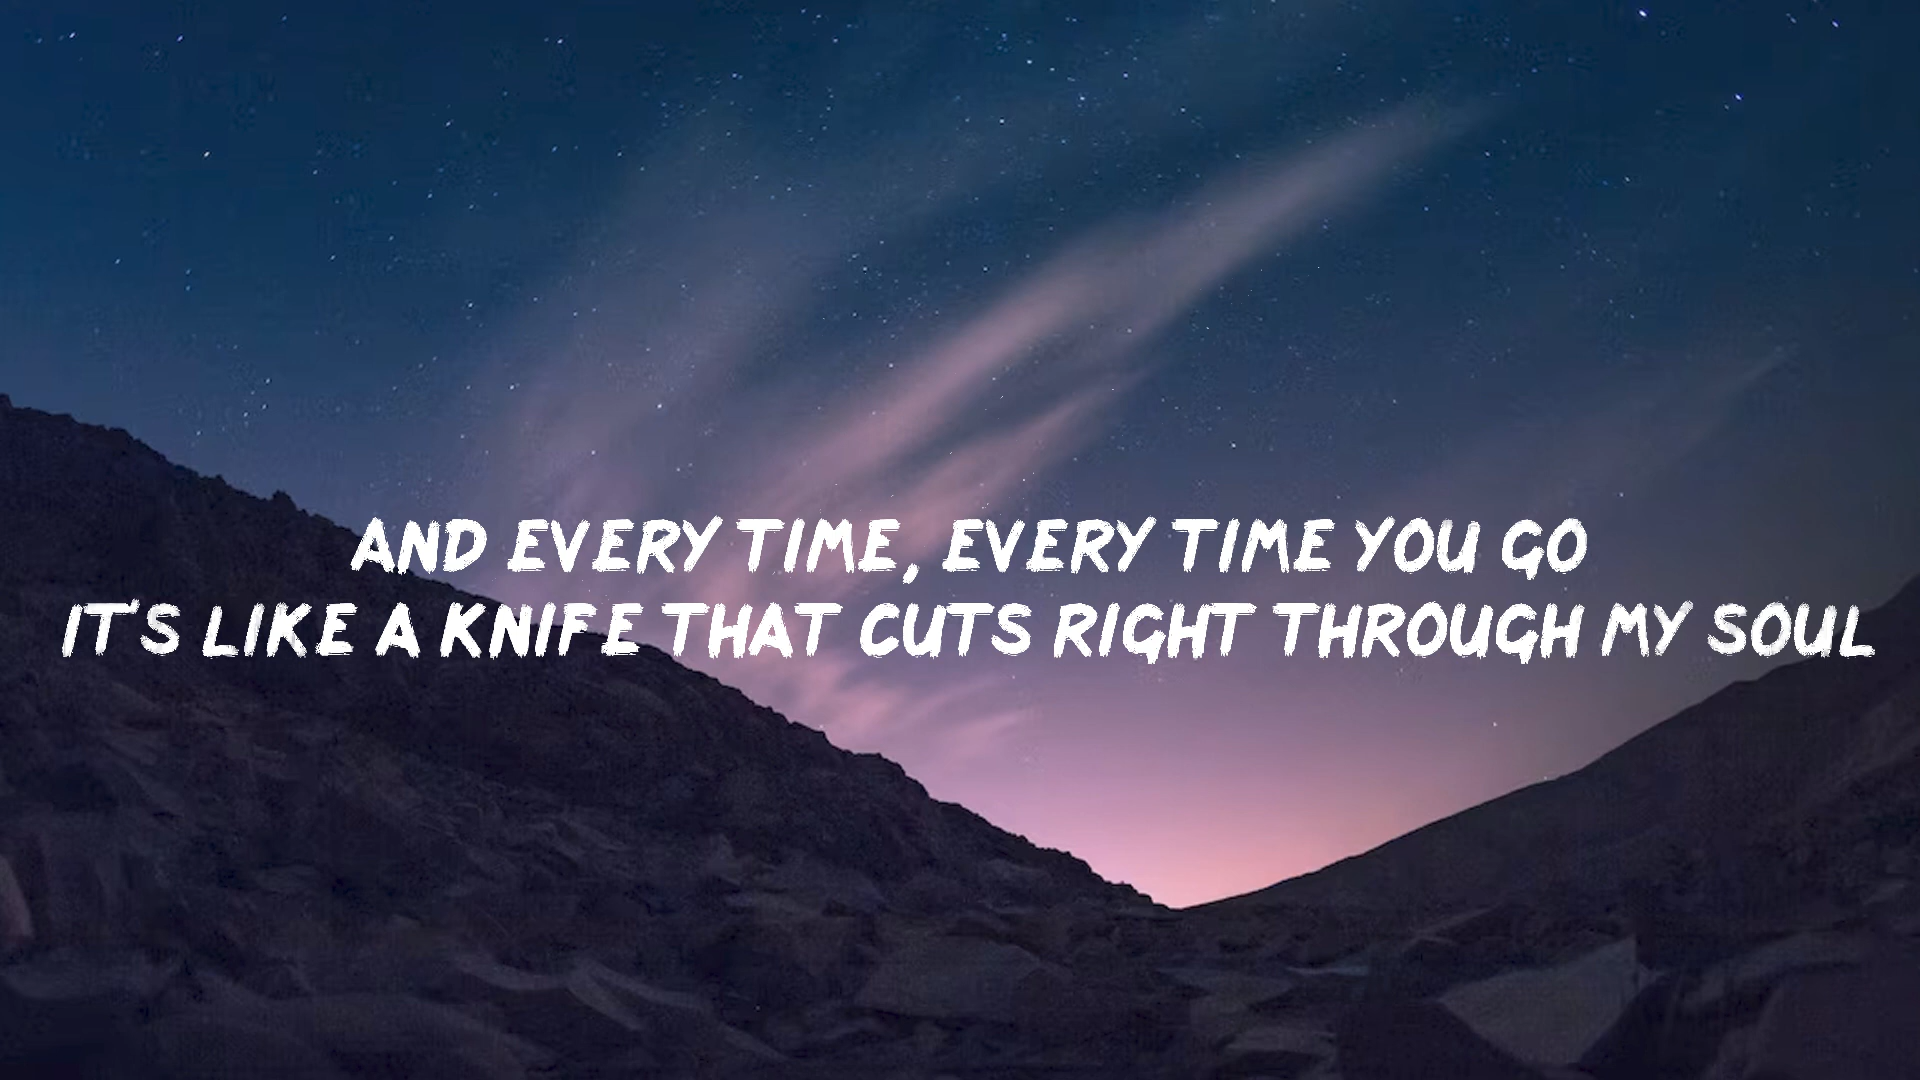 AND EVERY TIME, EVERY TIME YOU GO
IT'S LIKE A KNIFE THAT CUTS RIGHT THROUGH MY SOUL